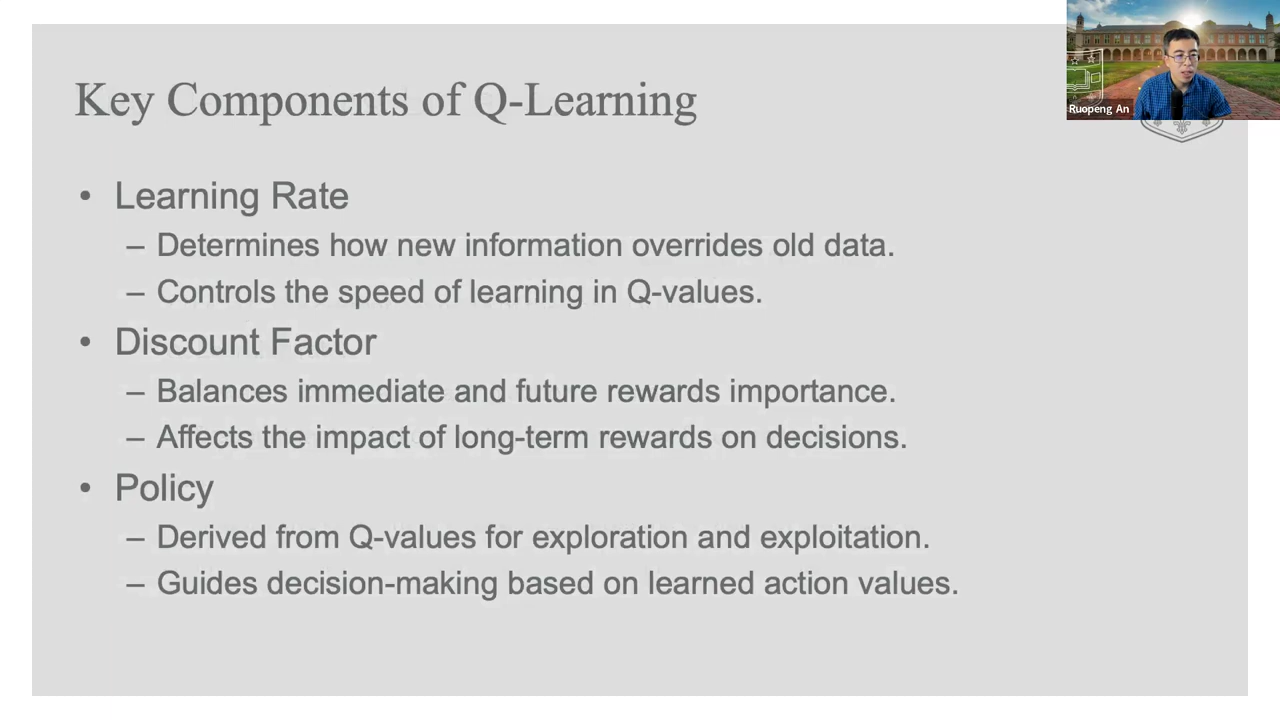 Key Components of Q-Learning
Ruopeng An
• Learning Rate
– Determines how new information overrides old data.
– Controls the speed of learning in Q-values.
• Discount Factor
– Balances immediate and future rewards importance.
– Affects the impact of long-term rewards on decisions.
• Policy
– Derived from Q-values for exploration and exploitation.
– Guides decision-making based on learned action values.